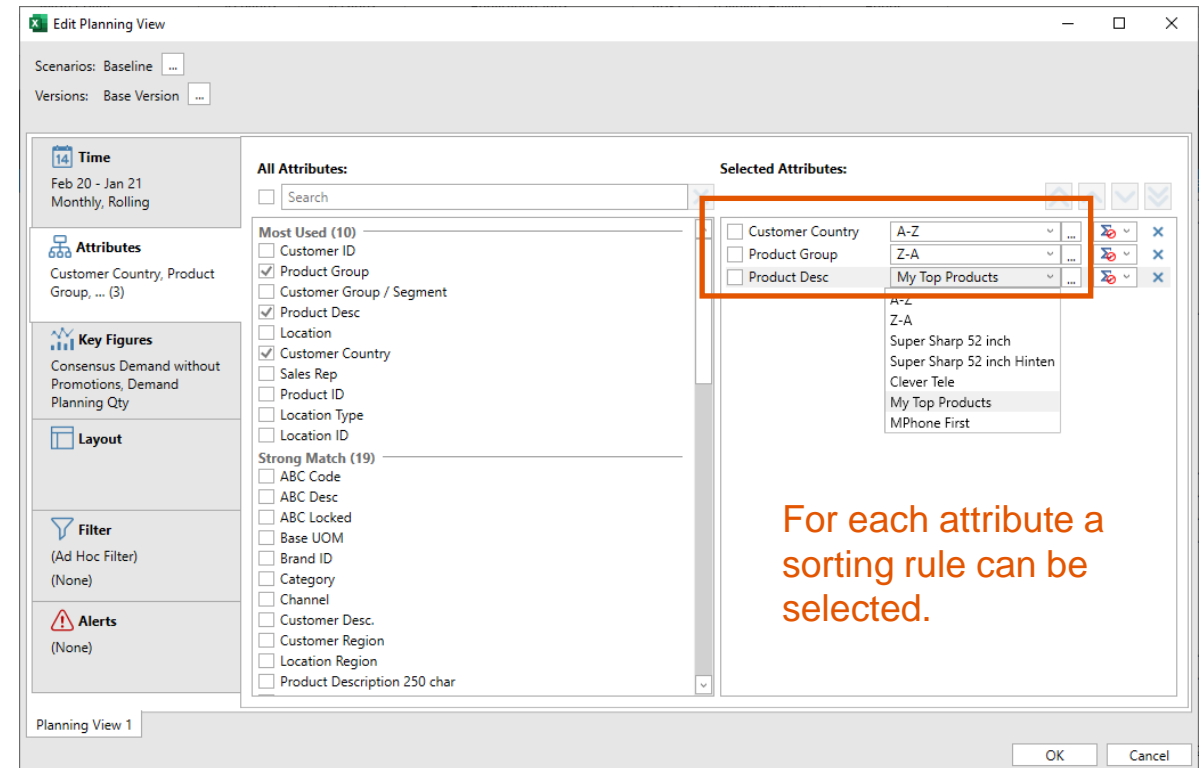 Edit Planning View
Scenarios: Baseline ...
Versions: Base Version ...
14 Time
Feb 20 - Jan 21
Monthly, Rolling
Attributes
Customer Country, Product
Group, ... (3)
Key Figures
Consensus Demand without
Promotions, Demand
Planning Qty
Layout
Filter
(Ad Hoc Filter)
(None)
Alerts
(None)
All Attributes:
Search
Most Used (10)
Customer ID
Product Group
Customer Group / Segment
Product Desc
Location
Customer Country
Sales Rep
Product ID
Location Type
Location ID
Strong Match (19)
ABC Code
ABC Desc
ABC Locked
Base UOM
Brand ID
Category
Channel
Customer Desc.
Customer Region
Location Region
Product Description 250 char
Selected Attributes:
Customer Country A-Z ...
Product Group Z-A ...
Product Desc My Top Products ...
A-Z
Z-A
Super Sharp 52 inch
Super Sharp 52 inch Hinten
Clever Tele
My Top Products
MPhone First
For each attribute a
sorting rule can be
selected.
Planning View 1
OK Cancel